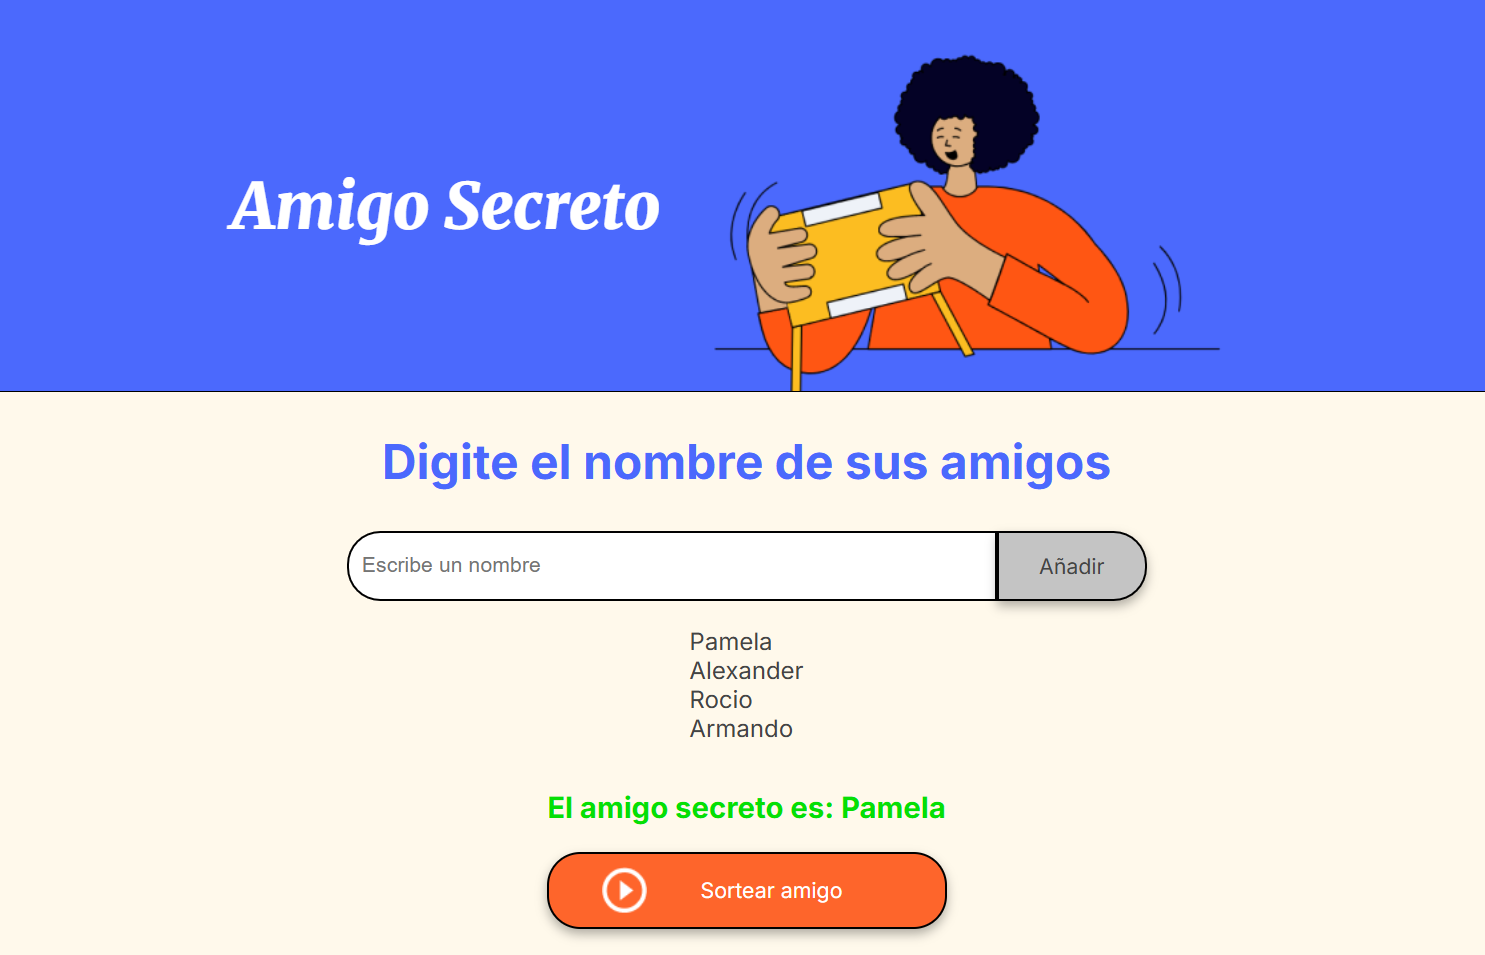 Amigo Secreto
Digite el nombre de sus amigos
Escribe un nombre
Añadir
Pamela
Alexander
Rocio
Armando
El amigo secreto es: Pamela
Sortear amigo